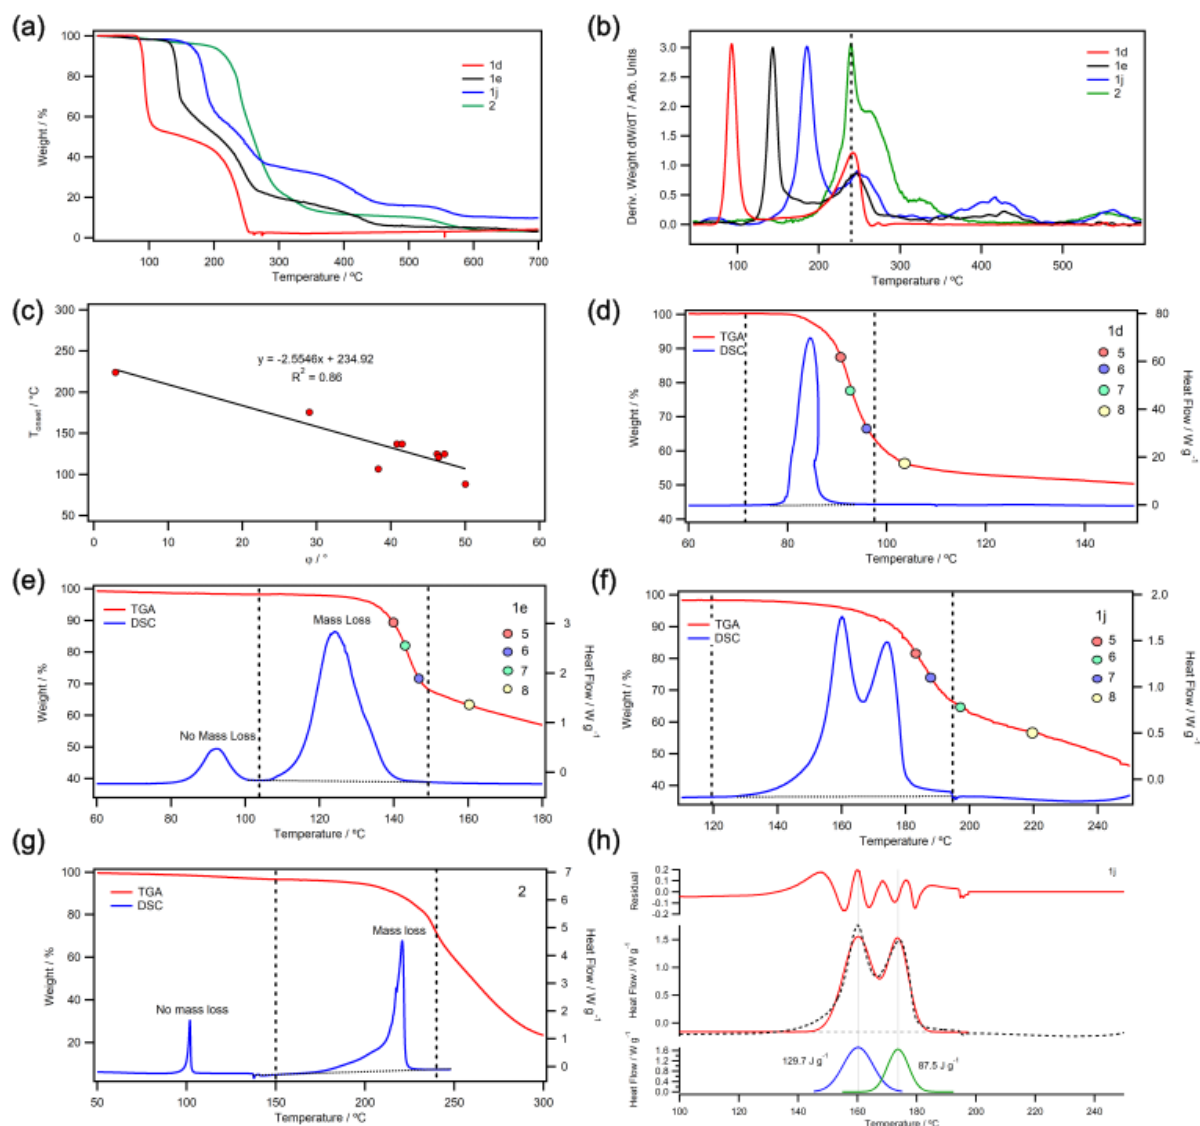 (a)
100
80
60
40
20
0
Weight / %
1d
1e
1j
2
100
200
300
400
500
600
700
Temperature / ºC
(b)
3.0
2.5
2.0
1.5
1.0
0.5
0.0
Deriv. Weight dW/dT / Arb. Units
1d
1e
1j
2
100
200
300
400
500
Temperature / ºC
(c)
300
250
200
150
100
50
Tonset / °C
y = -2.5546x + 234.92
R2 = 0.86
0
10
20
30
40
50
60
φ / °
(d)
100
90
80
70
60
50
40
Weight / %
TGA
DSC
1d
5
6
7
8
80
60
40
20
0
Heat Flow / W g-1
60
80
100
120
140
Temperature / ºC
(e)
100
90
80
70
60
50
40
Weight / %
TGA
DSC
No Mass Loss
Mass Loss
1e
5
6
7
8
3
2
1
0
Heat Flow / W g-1
60
80
100
120
140
160
180
Temperature / ºC
(f)
100
90
80
70
60
50
40
Weight / %
TGA
DSC
1j
5
6
7
8
2.0
1.5
1.0
0.5
0.0
Heat Flow / W g-1
120
140
160
180
200
220
240
Temperature / ºC
(g)
100
80
60
40
20
Weight / %
TGA
DSC
No mass loss
Mass loss
2
7
6
5
4
3
2
1
0
Heat Flow / W g-1
50
100
150
200
250
300
Temperature / ºC
(h)
1j
0.2
0.1
0.0
-0.1
-0.2
Residual
1.5
1.0
0.5
0.0
Heat Flow / W g-1
1.6
1.2
0.8
0.4
0.0
Heat Flow / W g-1
129.7 J g-1
87.5 J g-1
100
120
140
160
180
200
220
240
Temperature / ºC